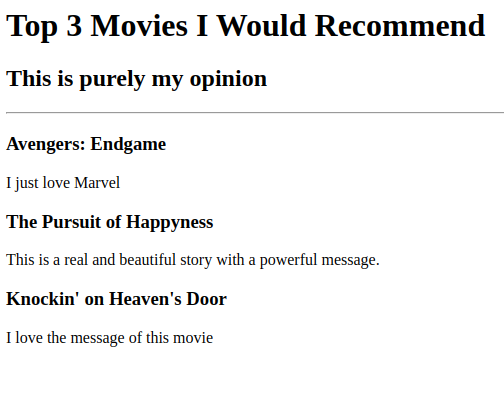 Top 3 Movies I Would Recommend
This is purely my opinion
Avengers: Endgame
I just love Marvel
The Pursuit of Happyness
This is a real and beautiful story with a powerful message.
Knockin' on Heaven's Door
I love the message of this movie